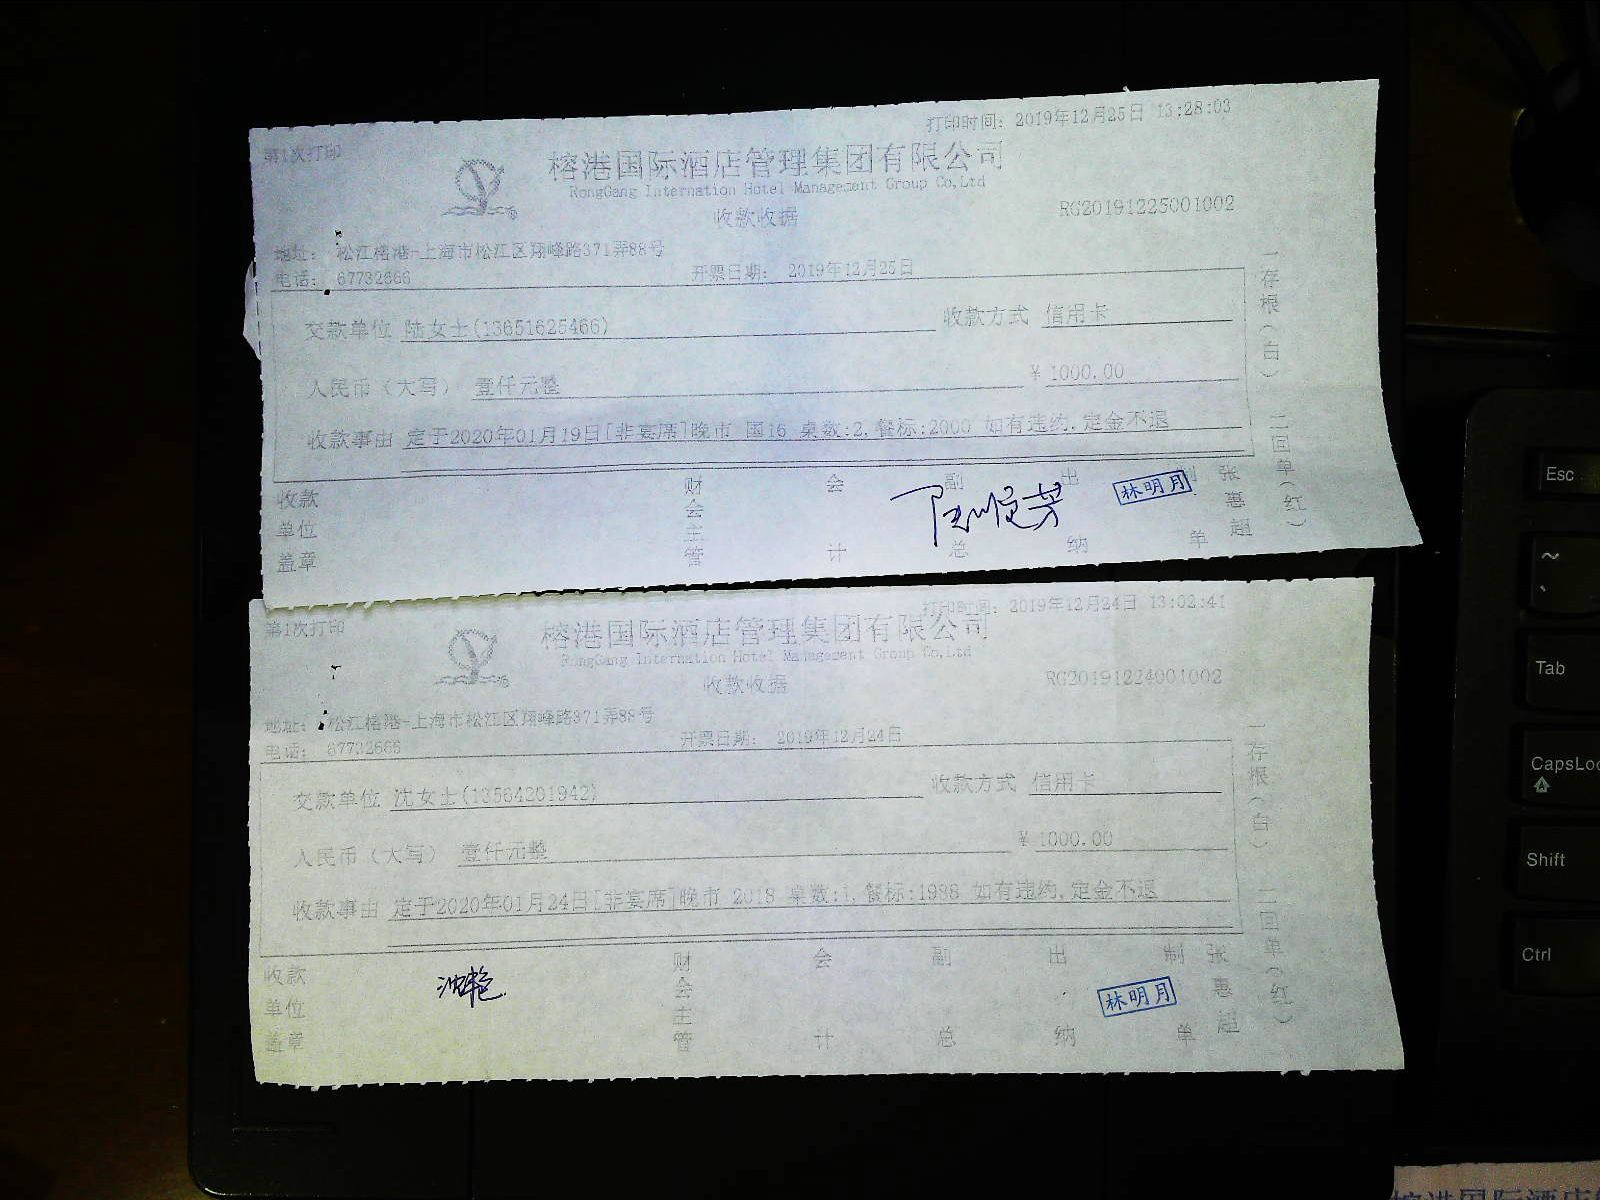 打印时间: 2019年12月25日 13:28:03
第1次打印
榕港国际酒店管理集团有限公司
RongGang Internation Hotel Management Group Co,Ltd
收款收据
RG20191225001002
地址: 松江榕港-上海市松江区翔峰路371弄88号
电话: 67732666
开票日期: 2019年12月25日
交款单位 陆女士(13651625466)
收款方式 信用卡
人民币（大写） 壹仟元整
￥ 1000.00
收款事由 定于2020年01月19日[非宴席]晚市 国16 桌数:2,餐标:2000 如有违约,定金不退
一存根(白) 二回单(红)
收款单位盖章
财会主管
会计
副总
出纳
林明月
制单
张惠超
打印时间: 2019年12月24日 13:02:41
第1次打印
榕港国际酒店管理集团有限公司
RongGang Internation Hotel Management Group Co,Ltd
收款收据
RG20191224001002
地址: 松江榕港-上海市松江区翔峰路371弄88号
电话: 67732666
开票日期: 2019年12月24日
交款单位 沈女士(13564201942)
收款方式 信用卡
人民币（大写） 壹仟元整
￥ 1000.00
收款事由 定于2020年01月24日[非宴席]晚市 2018 桌数:1,餐标:1988 如有违约,定金不退
一存根(白) 二回单(红)
收款单位盖章
沈艳
财会主管
会计
副总
出纳
林明月
制单
张惠超
Esc
~
Tab
CapsLoc
Shift
Ctrl